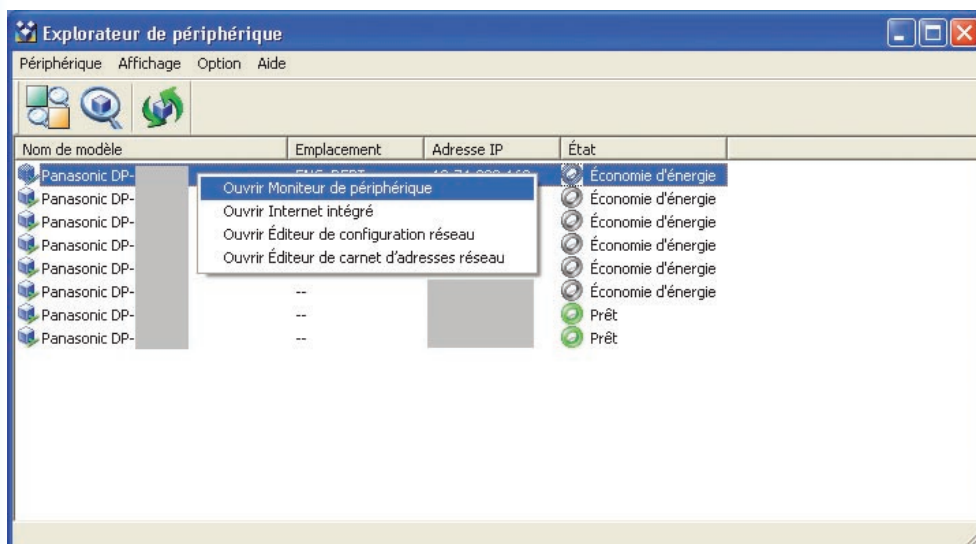 Explorateur de périphérique
Périphérique Affichage Option Aide
Nom de modèle Emplacement Adresse IP État
Panasonic DP- Économie d'énergie
Ouvrir Moniteur de périphérique
Panasonic DP- Économie d'énergie
Ouvrir Internet intégré
Panasonic DP- Économie d'énergie
Ouvrir Éditeur de configuration réseau
Panasonic DP- Économie d'énergie
Ouvrir Éditeur de carnet d'adresses réseau
Panasonic DP- Économie d'énergie
Panasonic DP- -- Économie d'énergie
Panasonic DP- -- Prêt
Panasonic DP- -- Prêt